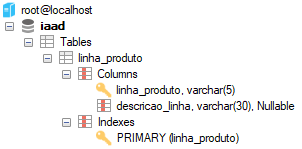 root@localhost
iaad
Tables
linha_produto
Columns
linha_produto, varchar(5)
descricao_linha, varchar(30), Nullable
Indexes
PRIMARY (linha_produto)